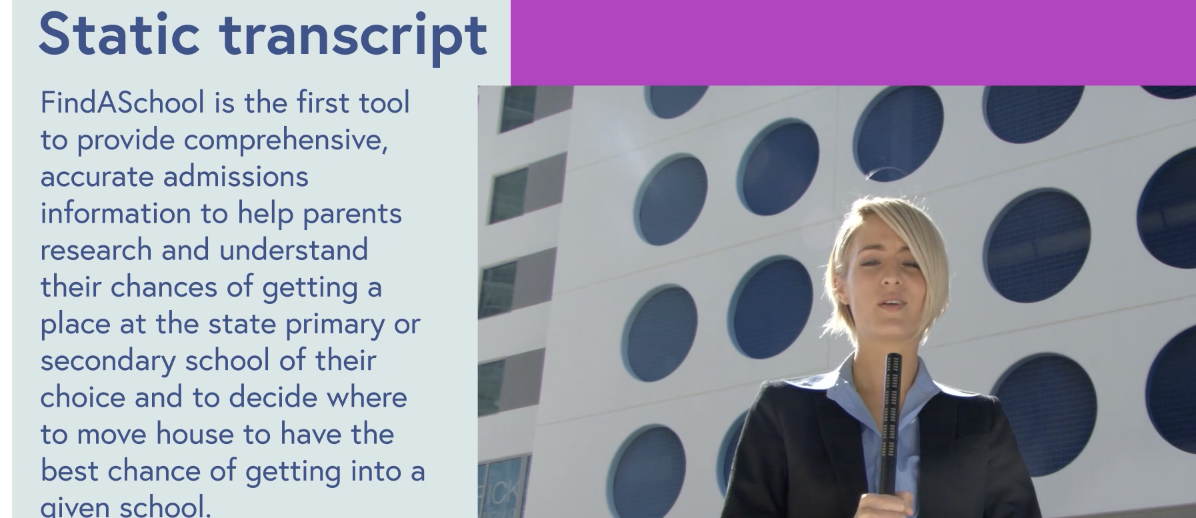 Static transcript
FindASchool is the first tool
to provide comprehensive,
accurate admissions
information to help parents
research and understand
their chances of getting a
place at the state primary or
secondary school of their
choice and to decide where
to move house to have the
best chance of getting into a
given school.